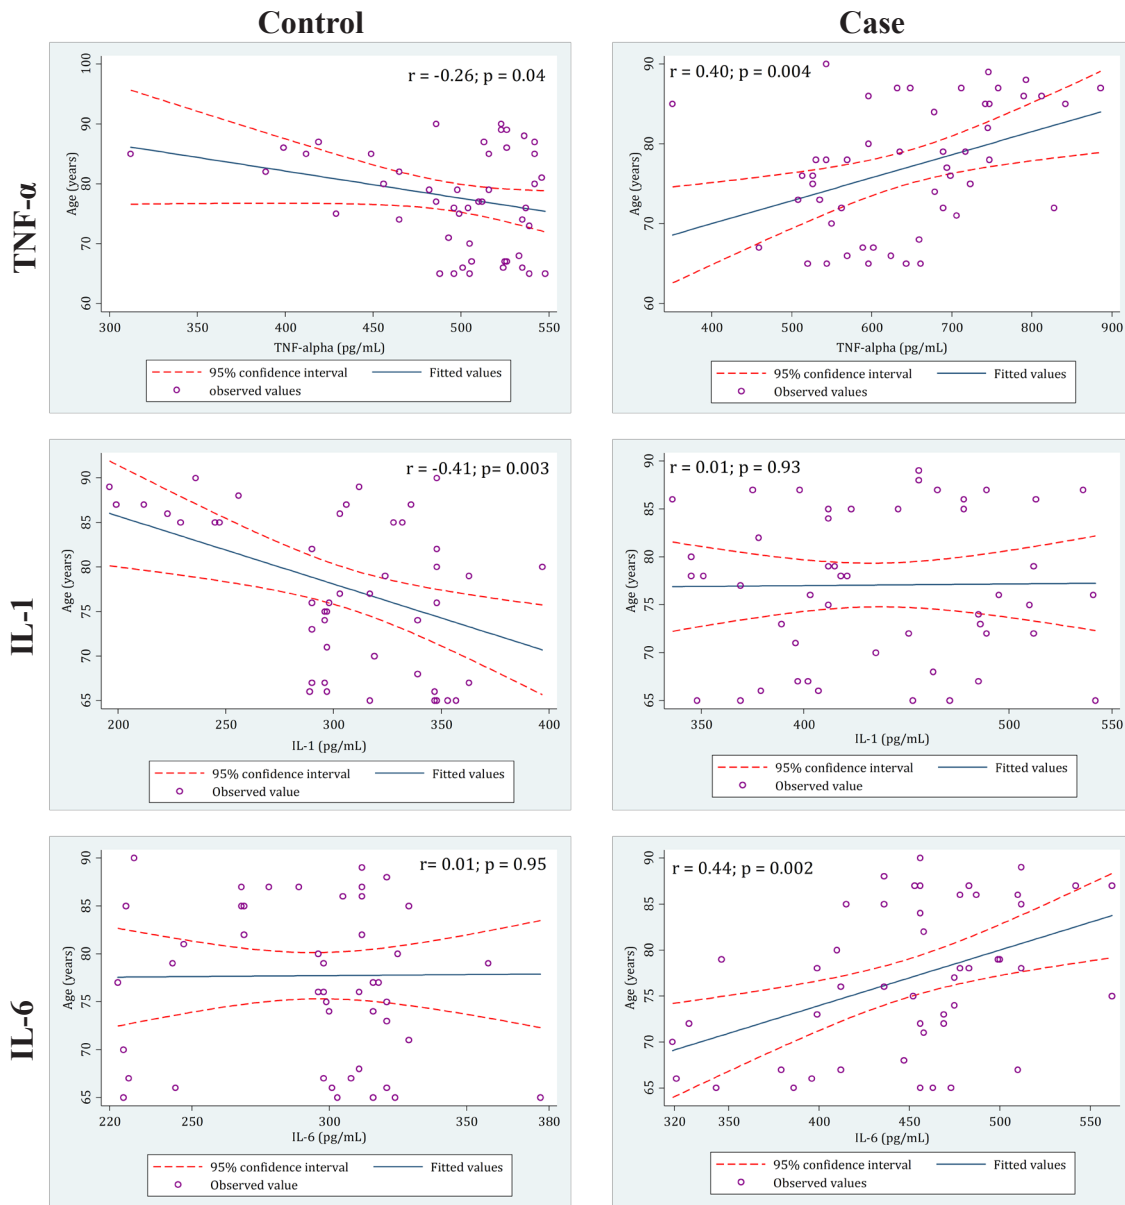 Control
Case
TNF-α
r = -0.26; p = 0.04
Age (years)
100
90
80
70
60
300
400
456
500
550
TNF-alpha (pg/mL)
95% confidence interval
Fitted values
observed values
r = 0.40; p = 0.004
Age (years)
90
80
70
60
400
500
600
700
800
900
TNF-alpha (pg/mL)
95% confidence interval
Fitted values
Observed values
IL-1
r = -0.41; p= 0.003
Age (years)
90
85
80
75
70
65
200
250
300
350
400
IL-1 (pg/mL)
95% confidence interval
Fitted values
Observed value
r = 0.01; p = 0.93
Age (years)
90
85
80
75
70
65
350
400
450
500
550
IL-1 (pg/mL)
95% confidence interval
Fitted values
Observed value
IL-6
r= 0.01; p = 0.95
Age (years)
90
85
80
75
70
65
220
250
300
350
380
IL-6 (pg/mL)
95% confidence interval
Fitted values
Observed value
r = 0.44; p = 0.002
Age (years)
90
85
80
75
70
65
320
350
400
450
500
550
IL-6 (pg/mL)
95% confidence interval
Fitted values
Observed values